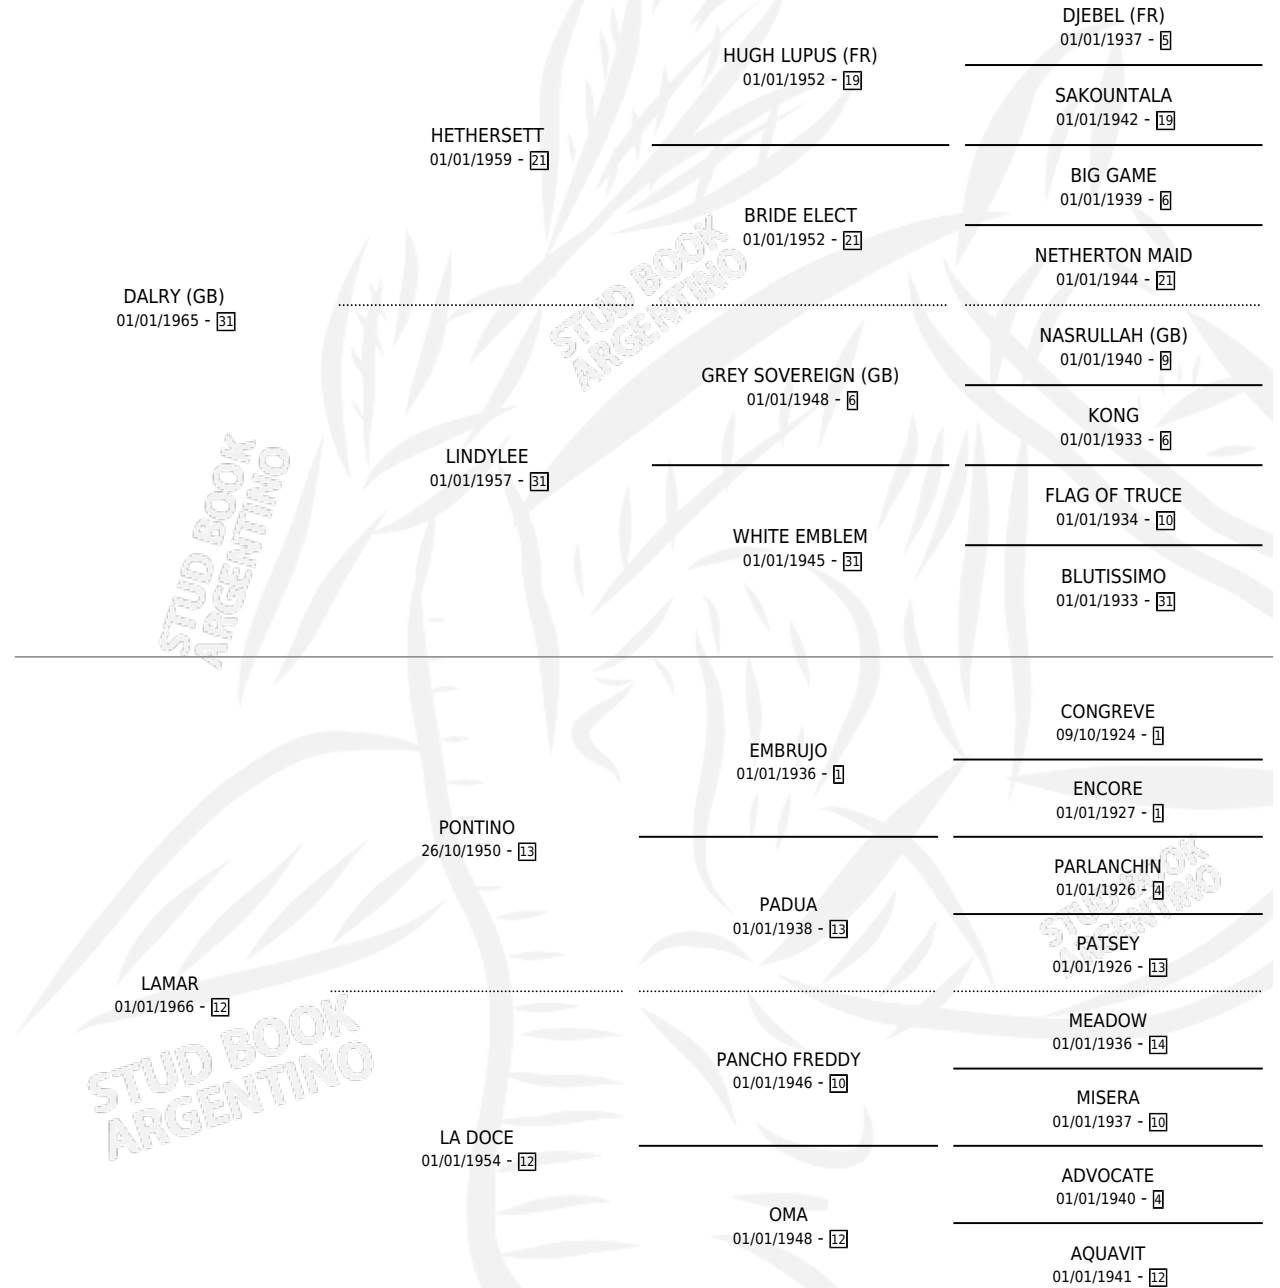 DJEBEL (FR)
01/01/1937 - 5
HUGH LUPUS (FR)
01/01/1952 - 19
SAKOUNTALA
01/01/1942 - 19
HETHERSETT
01/01/1959 - 21
BIG GAME
01/01/1939 - 6
BRIDE ELECT
01/01/1952 - 21
NETHERTON MAID
01/01/1944 - 21
DALRY (GB)
01/01/1965 - 31
STUD BOOK
ARGENTINO
NASRULLAH (GB)
01/01/1940 - 9
GREY SOVEREIGN (GB)
01/01/1948 - 6
KONG
01/01/1933 - 6
LINDYLEE
01/01/1957 - 31
FLAG OF TRUCE
01/01/1934 - 10
WHITE EMBLEM
01/01/1945 - 31
BLUTISSIMO
01/01/1933 - 31
STUD BOOK
ARGENTINO
CONGREVE
09/10/1924 - 1
EMBRUJO
01/01/1936 - 1
ENCORE
01/01/1927 - 1
PONTINO
26/10/1950 - 13
PARLANCHIN
01/01/1926 - 4
PADUA
01/01/1938 - 13
PATSEY
01/01/1926 - 13
STUD BOOK
ARGENTINO
LAMAR
01/01/1966 - 12
MEADOW
01/01/1936 - 14
PANCHO FREDDY
01/01/1946 - 10
MISERA
01/01/1937 - 10
STUD BOOK
ARGENTINO
LA DOCE
01/01/1954 - 12
ADVOCATE
01/01/1940 - 4
OMA
01/01/1948 - 12
AQUAVIT
01/01/1941 - 12